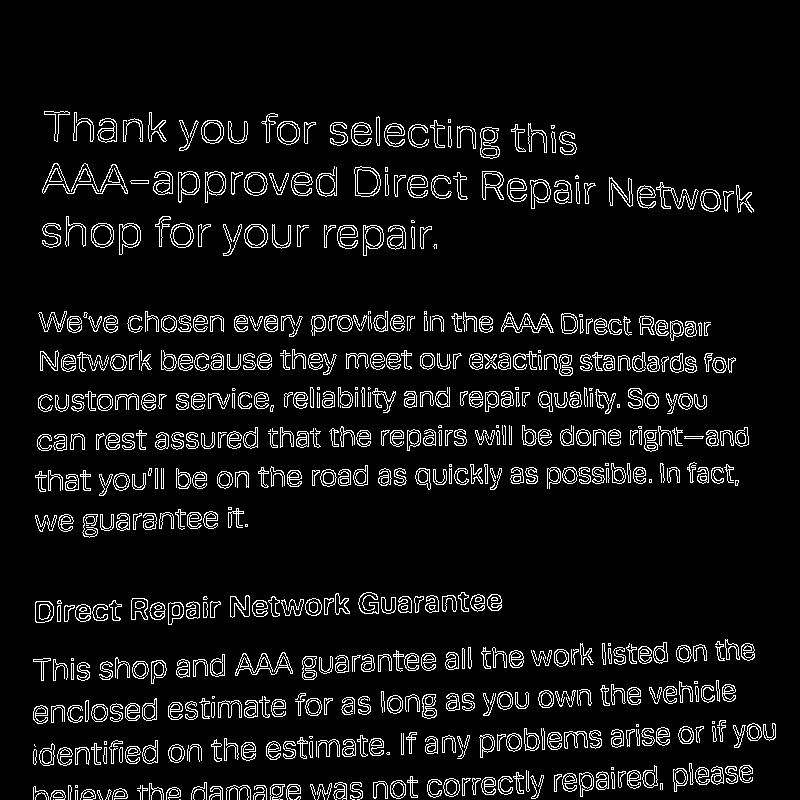 Thank you for selecting this
AAA-approved Direct Repair Network
shop for your repair.
We've chosen every provider in the AAA Direct Repair
Network because they meet our exacting standards for
customer service, reliability and repair quality. So you
can rest assured that the repairs will be done right—and
that you'll be on the road as quickly as possible. In fact,
we guarantee it.
Direct Repair Network Guarantee
This shop and AAA guarantee all the work listed on the
enclosed estimate for as long as you own the vehicle
identified on the estimate. If any problems arise or if you
believe the damage was not correctly repaired, please